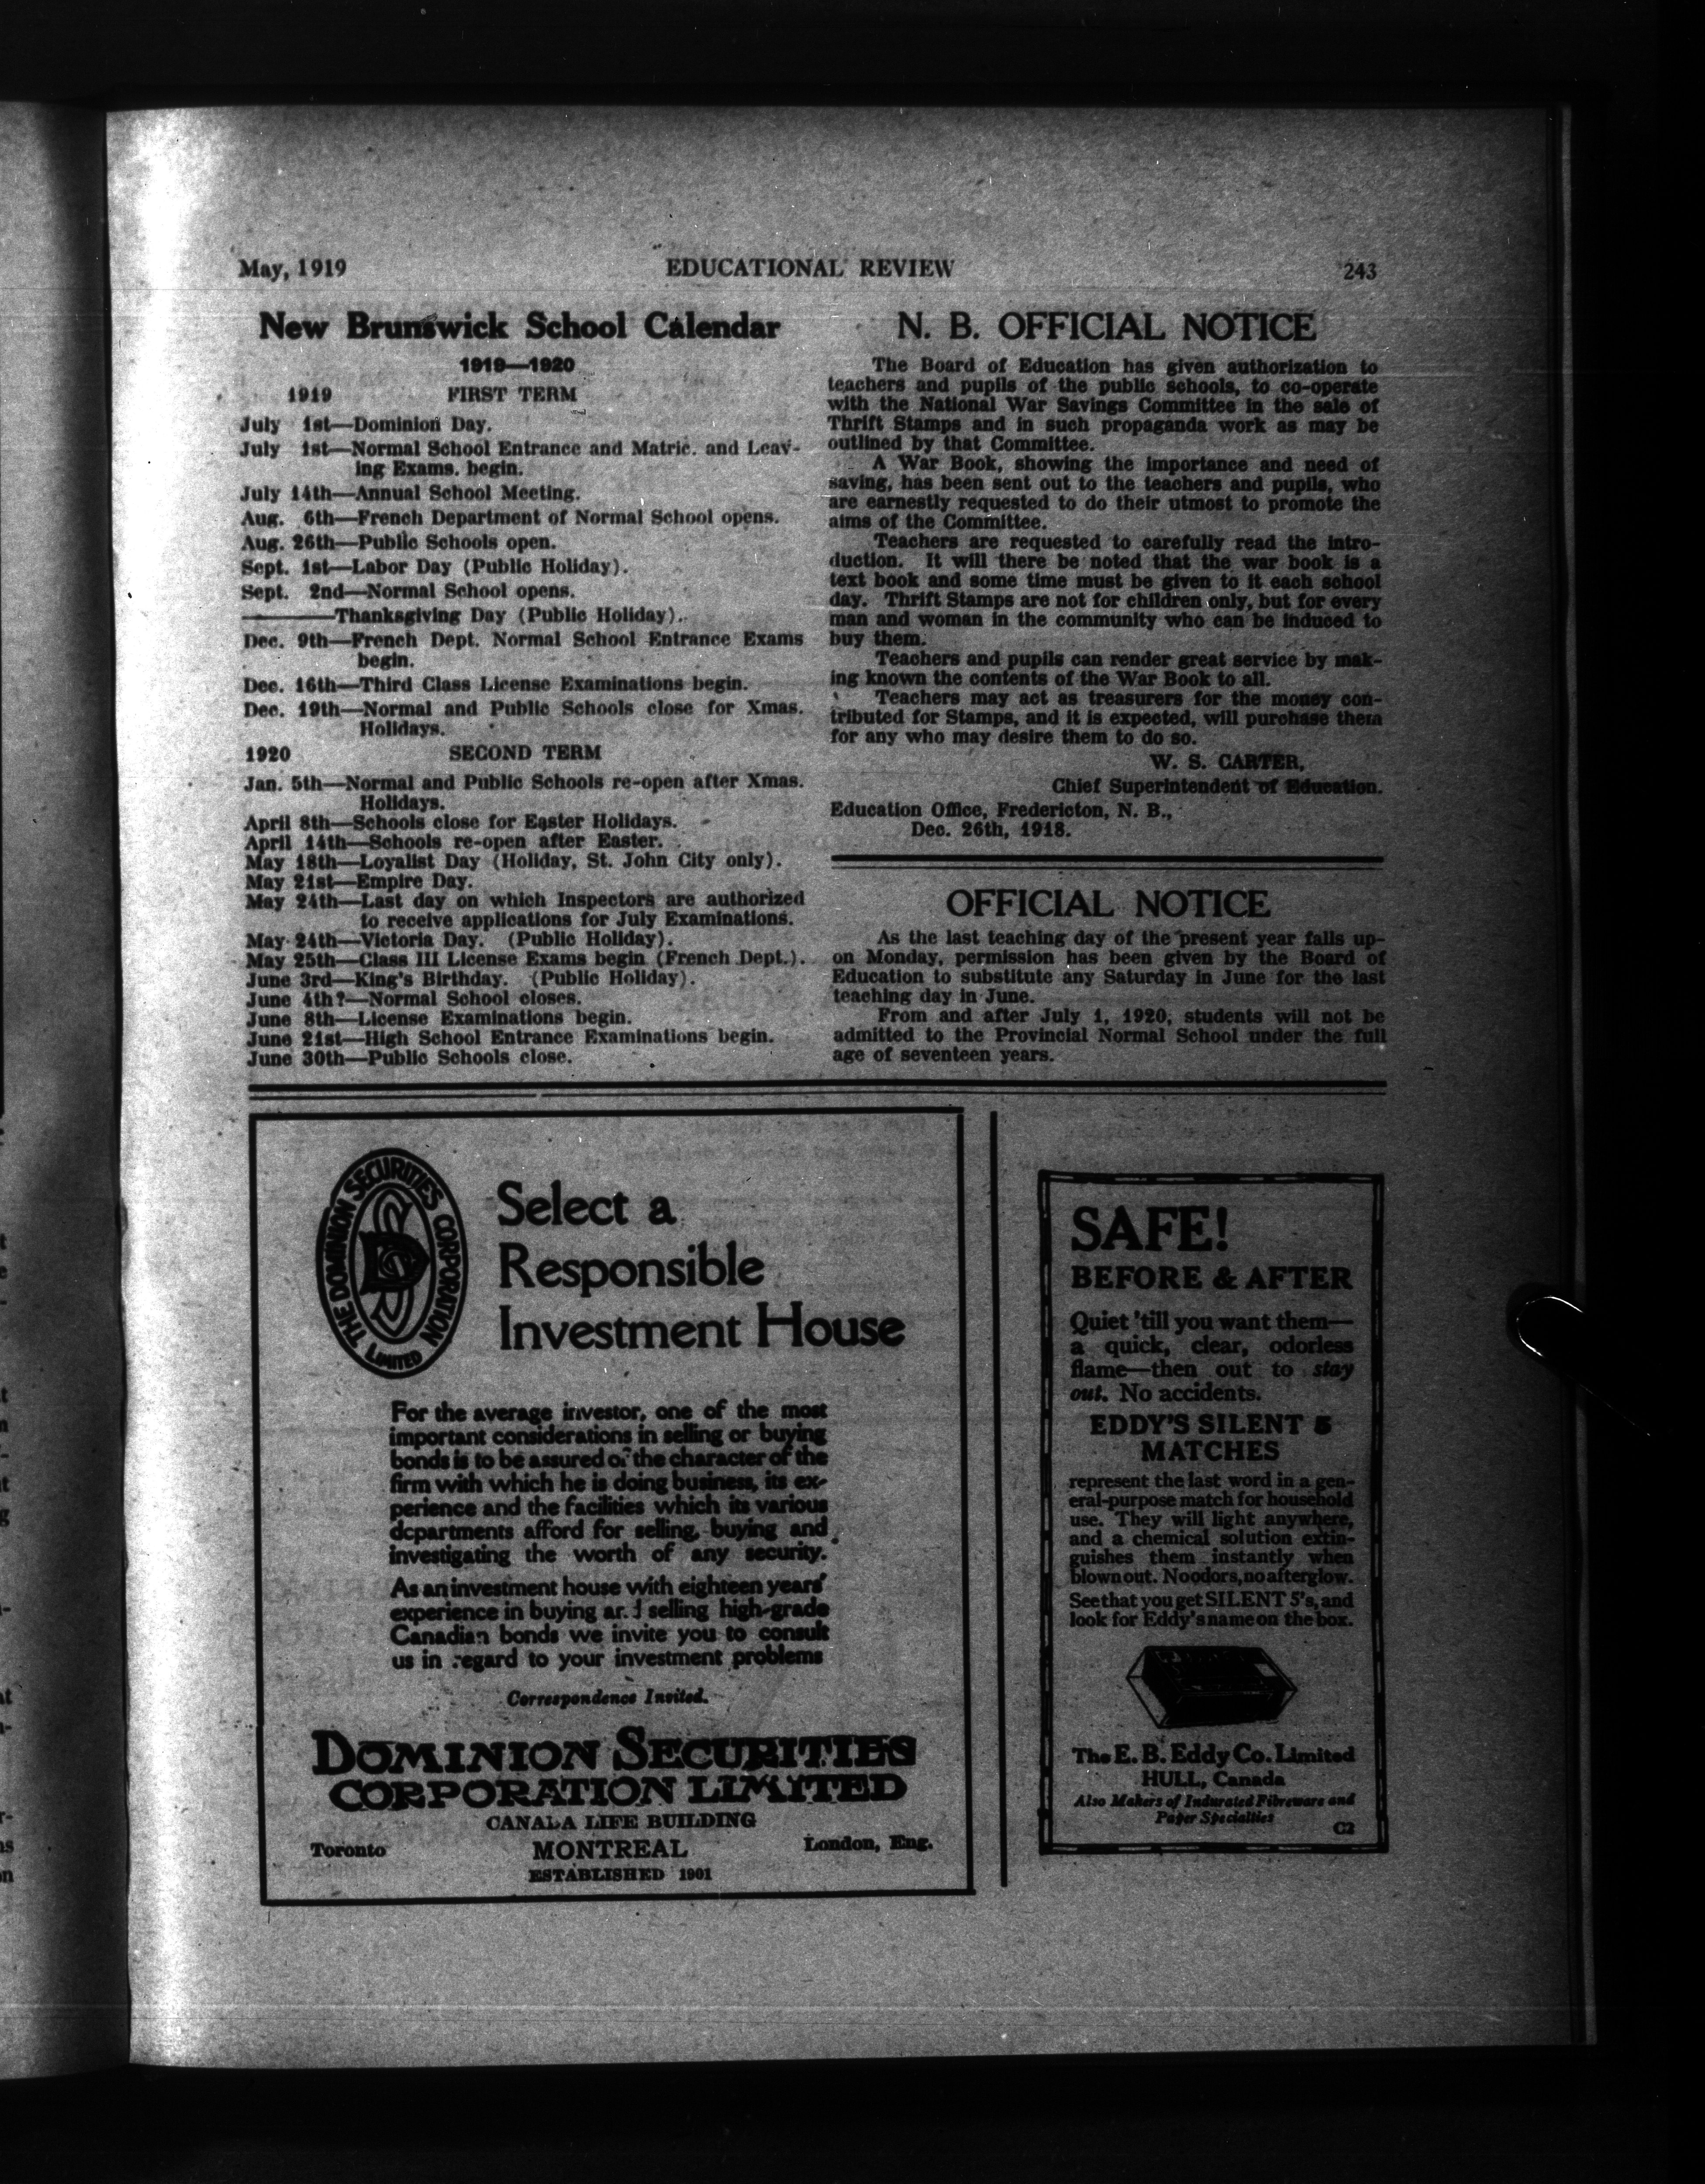 May, 1919
EDUCATIONAL REVIEW
243
New Brunswick School Calendar
1919—1920
1919 FIRST TERM
July 1st—Dominion Day.
July 1st—Normal School Entrance and Matric. and Leav-
ing Exams. begin.
July 14th—Annual School Meeting.
Aug. 6th—French Department of Normal School opens.
Aug. 26th—Public Schools open.
Sept. 1st—Labor Day (Public Holiday).
Sept. 2nd—Normal School opens.
————Thanksgiving Day (Public Holiday).
Dec. 9th—French Dept. Normal School Entrance Exams
begin.
Dec. 16th—Third Class License Examinations begin.
Dec. 19th—Normal and Public Schools close for Xmas.
Holidays.
1920 SECOND TERM
Jan. 5th—Normal and Public Schools re-open after Xmas.
Holidays.
April 8th—Schools close for Easter Holidays.
April 14th—Schools re-open after Easter.
May 18th—Loyalist Day (Holiday, St. John City only).
May 21st—Empire Day.
May 24th—Last day on which Inspectors are authorized
to receive applications for July Examinations.
May 24th—Victoria Day. (Public Holiday).
May 25th—Class III License Exams begin (French Dept.).
June 3rd—King's Birthday. (Public Holiday).
June 4th?—Normal School closes.
June 8th—License Examinations begin.
June 21st—High School Entrance Examinations begin.
June 30th—Public Schools close.
N. B. OFFICIAL NOTICE
The Board of Education has given authorization to
teachers and pupils of the public schools, to co-operate
with the National War Savings Committee in the sale of
Thrift Stamps and in such propaganda work as may be
outlined by that Committee.
A War Book, showing the importance and need of
saving, has been sent out to the teachers and pupils, who
are earnestly requested to do their utmost to promote the
aims of the Committee.
Teachers are requested to carefully read the intro-
duction. It will there be noted that the war book is a
text book and some time must be given to it each school
day. Thrift Stamps are not for children only, but for every
man and woman in the community who can be induced to
buy them.
Teachers and pupils can render great service by mak-
ing known the contents of the War Book to all.
Teachers may act as treasurers for the money con-
tributed for Stamps, and it is expected, will purchase them
for any who may desire them to do so.
W. S. CARTER,
Chief Superintendent of Education.
Education Office, Fredericton, N. B.,
Dec. 26th, 1918.
OFFICIAL NOTICE
As the last teaching day of the present year falls up-
on Monday, permission has been given by the Board of
Education to substitute any Saturday in June for the last
teaching day in June.
From and after July 1, 1920, students will not be
admitted to the Provincial Normal School under the full
age of seventeen years.
THE DOMINION SECURITIES CORPORATION LIMITED
Select a
Responsible
Investment House
For the average investor, one of the most
important considerations in selling or buying
bonds is to be assured of the character of the
firm with which he is doing business, its ex-
perience and the facilities which its various
departments afford for selling, buying and
investigating the worth of any security.
As an investment house with eighteen years'
experience in buying and selling high-grade
Canadian bonds we invite you to consult
us in regard to your investment problems
Correspondence Invited.
DOMINION SECURITIES
CORPORATION LIMITED
CANADA LIFE BUILDING
Toronto MONTREAL London, Eng.
ESTABLISHED 1901
SAFE!
BEFORE & AFTER
Quiet 'till you want them—
a quick, clear, odorless
flame—then out to stay
out. No accidents.
EDDY'S SILENT 5
MATCHES
represent the last word in a gen-
eral-purpose match for household
use. They will light anywhere,
and a chemical solution extin-
guishes them instantly when
blown out. No odors, no afterglow.
See that you get SILENT 5's, and
look for Eddy's name on the box.
The E. B. Eddy Co. Limited
HULL, Canada
Also Makers of Indurated Fibreware and
Paper Specialties
C2